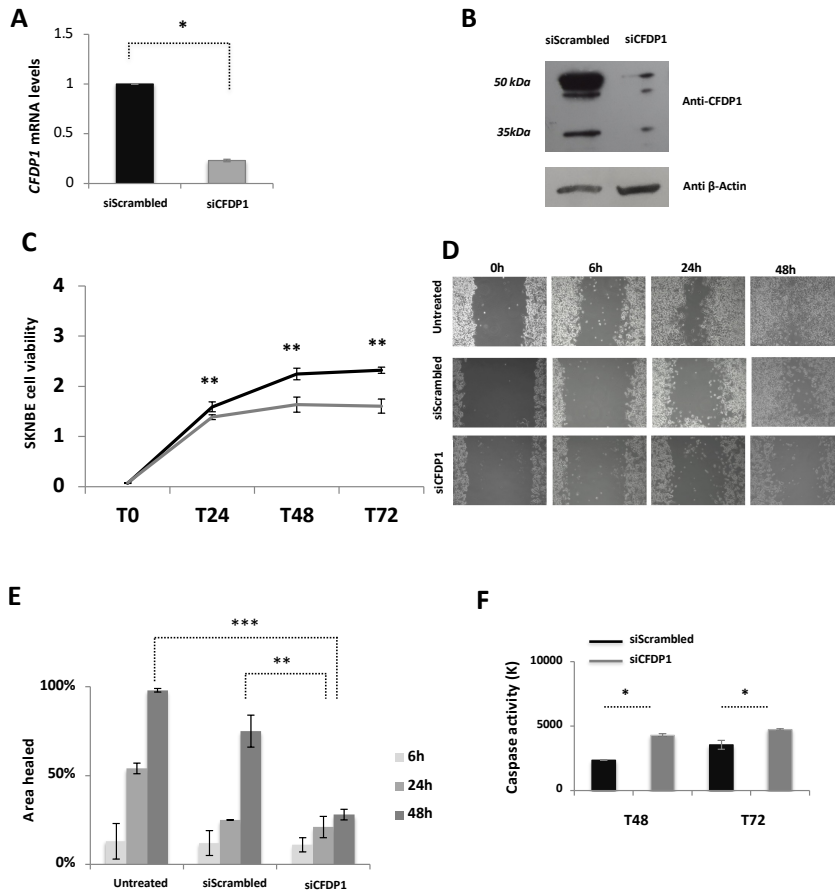 A
*
CFDP1 mRNA levels
1.5
1
0.5
0
siScrambled
siCFDP1
B
siScrambled
siCFDP1
50 kDa
35kDa
Anti-CFDP1
Anti β-Actin
C
SKNBE cell viability
4
3
2
1
0
**
**
**
T0
T24
T48
T72
D
0h
6h
24h
48h
Untreated
siScrambled
siCFDP1
E
***
**
Area healed
100%
50%
0%
6h
24h
48h
Untreated
siScrambled
siCFDP1
F
siScrambled
siCFDP1
Caspase activity (K)
10000
5000
0
*
*
T48
T72